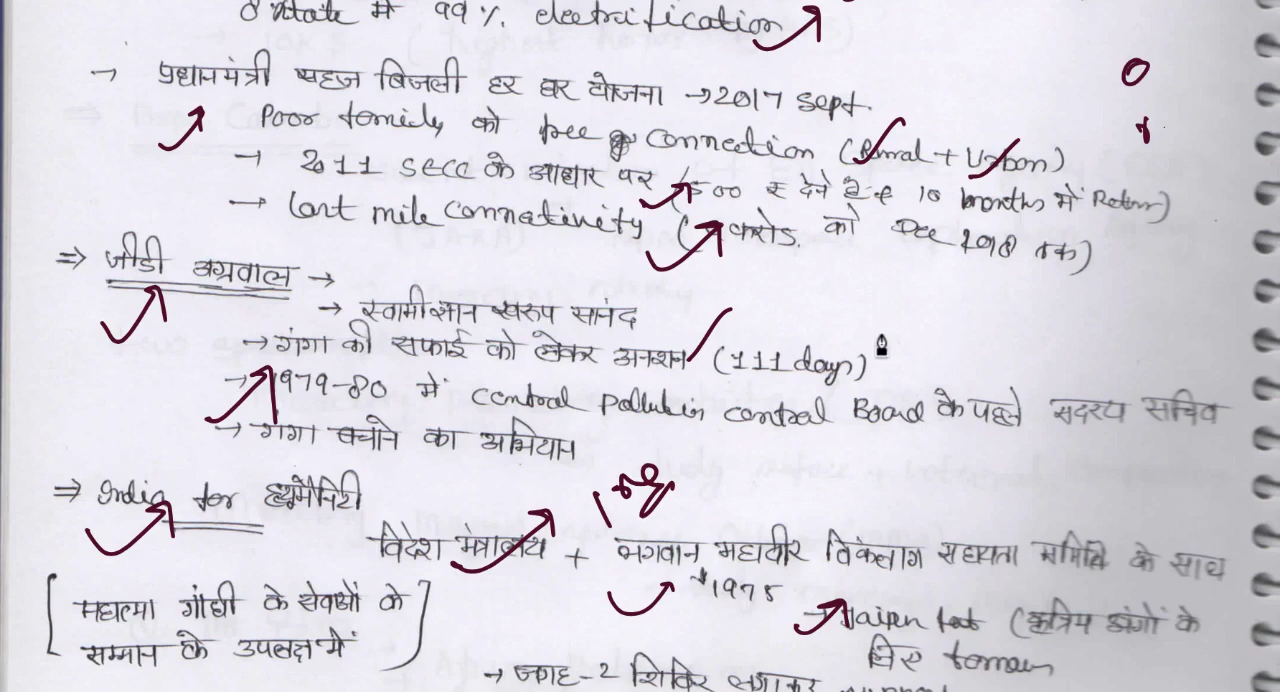 8 state में 99% electrification
→ प्रधानमंत्री सहज बिजली हर घर योजना → 2017 sept.
Poor family को free connection (Rural + Urban)
→ 2011 SECC के आधार पर (500 ₹ देने है ₹ 10 months में Return)
→ last mile connectivity ( करोड़ को Dec 2018 तक)
⇒ जीडी अग्रवाल →
→ स्वामी ज्ञान स्वरुप सानंद
→ गंगा की सफाई को लेकर अनशन (111 days)
→ 1979-80 में central Pollution control Board के पहले सदस्य सचिव
→ गंगा बचाने का अभियान
⇒ India for ह्यूमैनिटी
विदेश मंत्रालय + भगवान महावीर विकलांग सहायता समिति के साथ
1975
महात्मा गाँधी के सेवाओं के
→ Jaipur foot (कृत्रिम अंगों के
सम्मान के उपलक्ष में
लिए famous
→ जगह-2 शिविर लगाकर